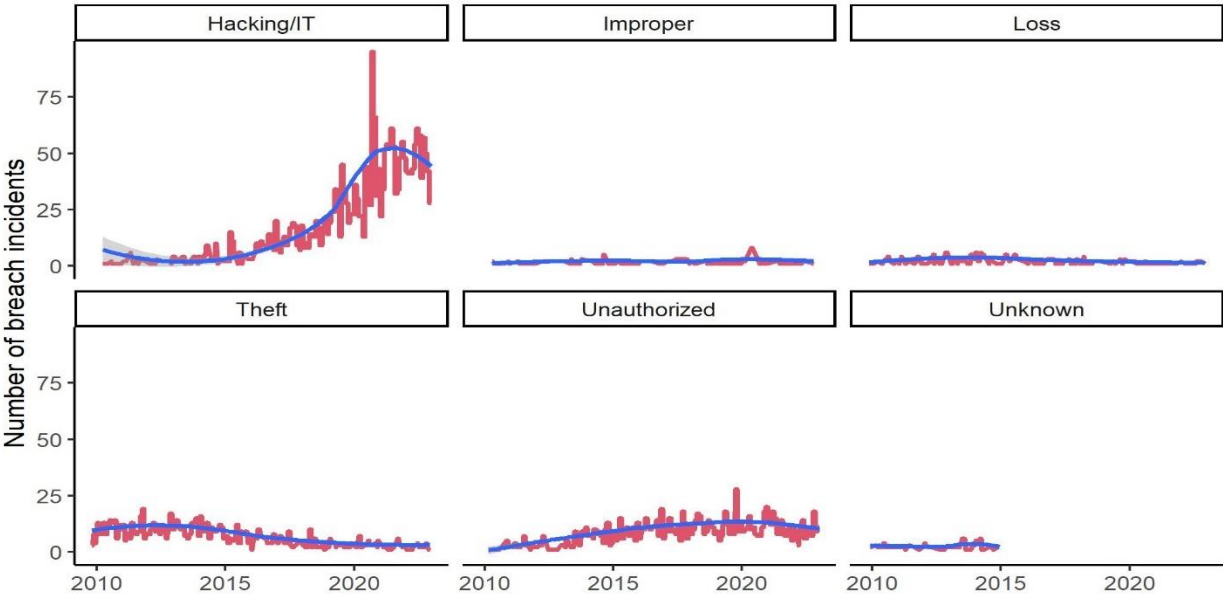 Number of breach incidents
Hacking/IT Improper Loss
75
50
25
0
Theft Unauthorized Unknown
75
50
25
0
2010 2015 2020 2010 2015 2020 2010 2015 2020